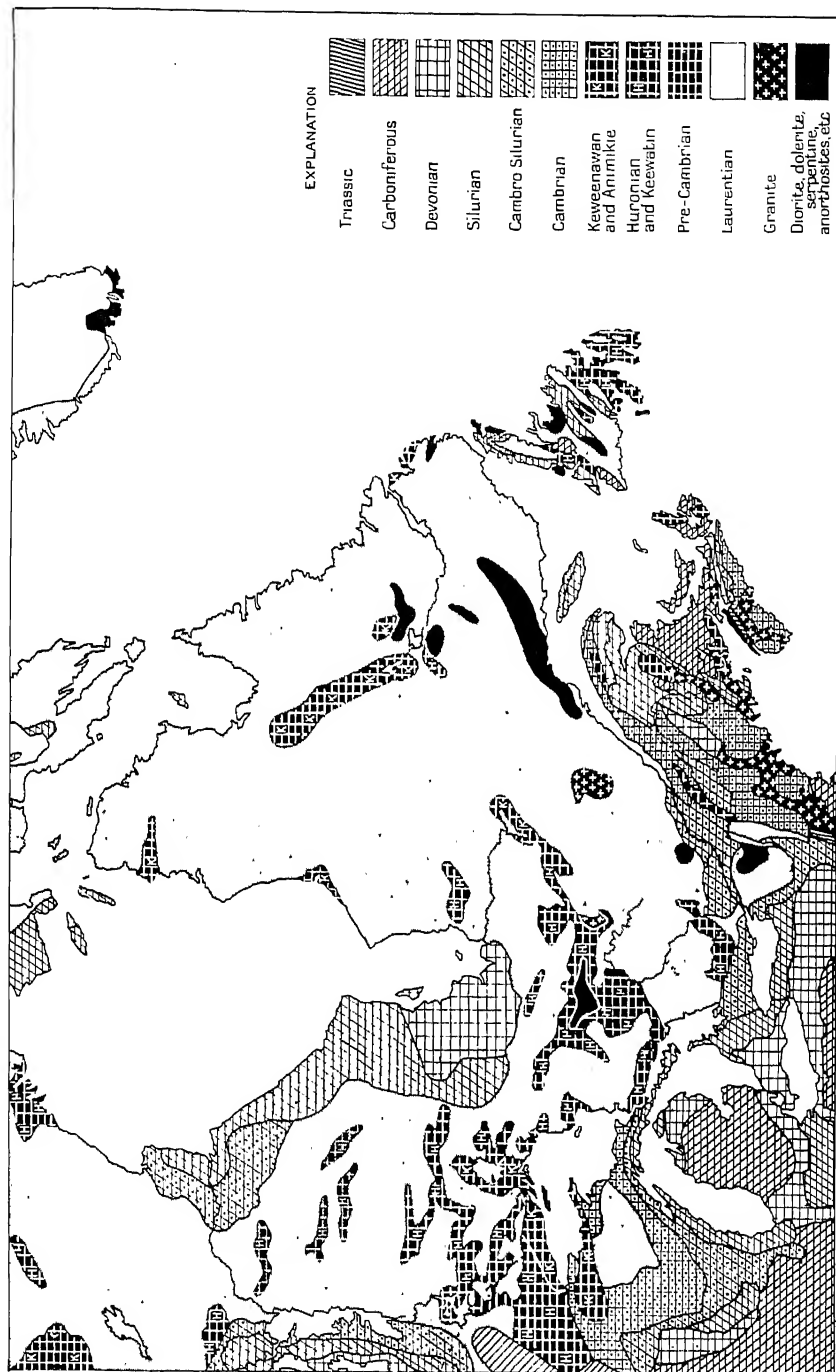 EXPLANATION
Triassic
Carboniferous
Devonian
Silurian
Cambro Silurian
Cambrian
K
Keweenawan
and Animikie
H
Huronian
and Keewatin
Pre-Cambrian
Laurentian
Granite
Diorite, dolerite,
serpentine,
anorthosites, etc